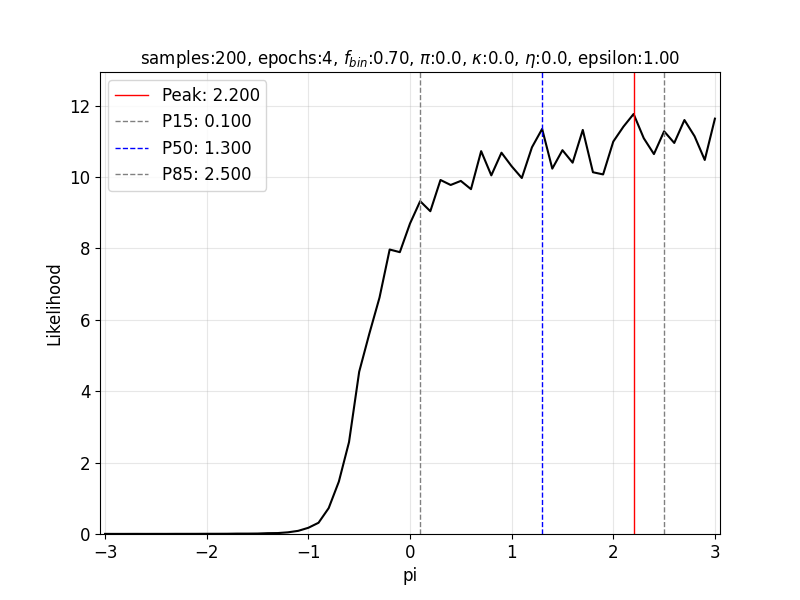 samples:200, epochs:4, f_bin:0.70, π:0.0, κ:0.0, η:0.0, epsilon:1.00
Peak: 2.200
P15: 0.100
P50: 1.300
P85: 2.500
Likelihood
12
10
8
6
4
2
0
−3 −2 −1 0 1 2 3
pi